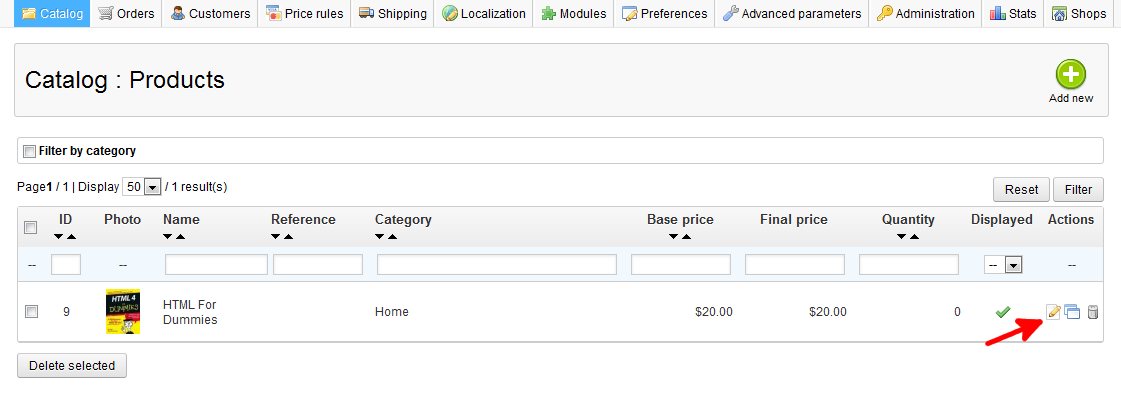 Catalog Orders Customers Price rules Shipping Localization Modules Preferences Advanced parameters Administration Stats Shops
Catalog : Products
Add new
Filter by category
Page1 / 1 | Display 50 / 1 result(s)
Reset Filter
ID Photo Name Reference Category Base price Final price Quantity Displayed Actions
-- -- -- --
HTML 4
DUMMIES
9 HTML For Home $20.00 $20.00 0
Dummies
Delete selected